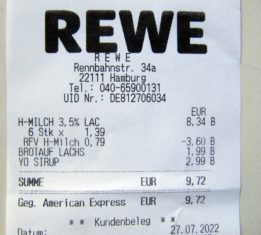 REWE
R E W E
Rennbahnstr. 34a
22111 Hamburg
Tel.: 040-65900131
UID Nr.: DE812706034
EUR
H-MILCH 3,5% LAC 8,34 B
6 Stk x 1,39
RFV H-Milch 0,79 -3,60 B
BROTAUF LACHS 1,99 B
YO SIRUP 2,99 B
SUMME EUR 9,72
Geg. American Express EUR 9,72
* * Kundenbeleg * *
Datum: 27.07.2022